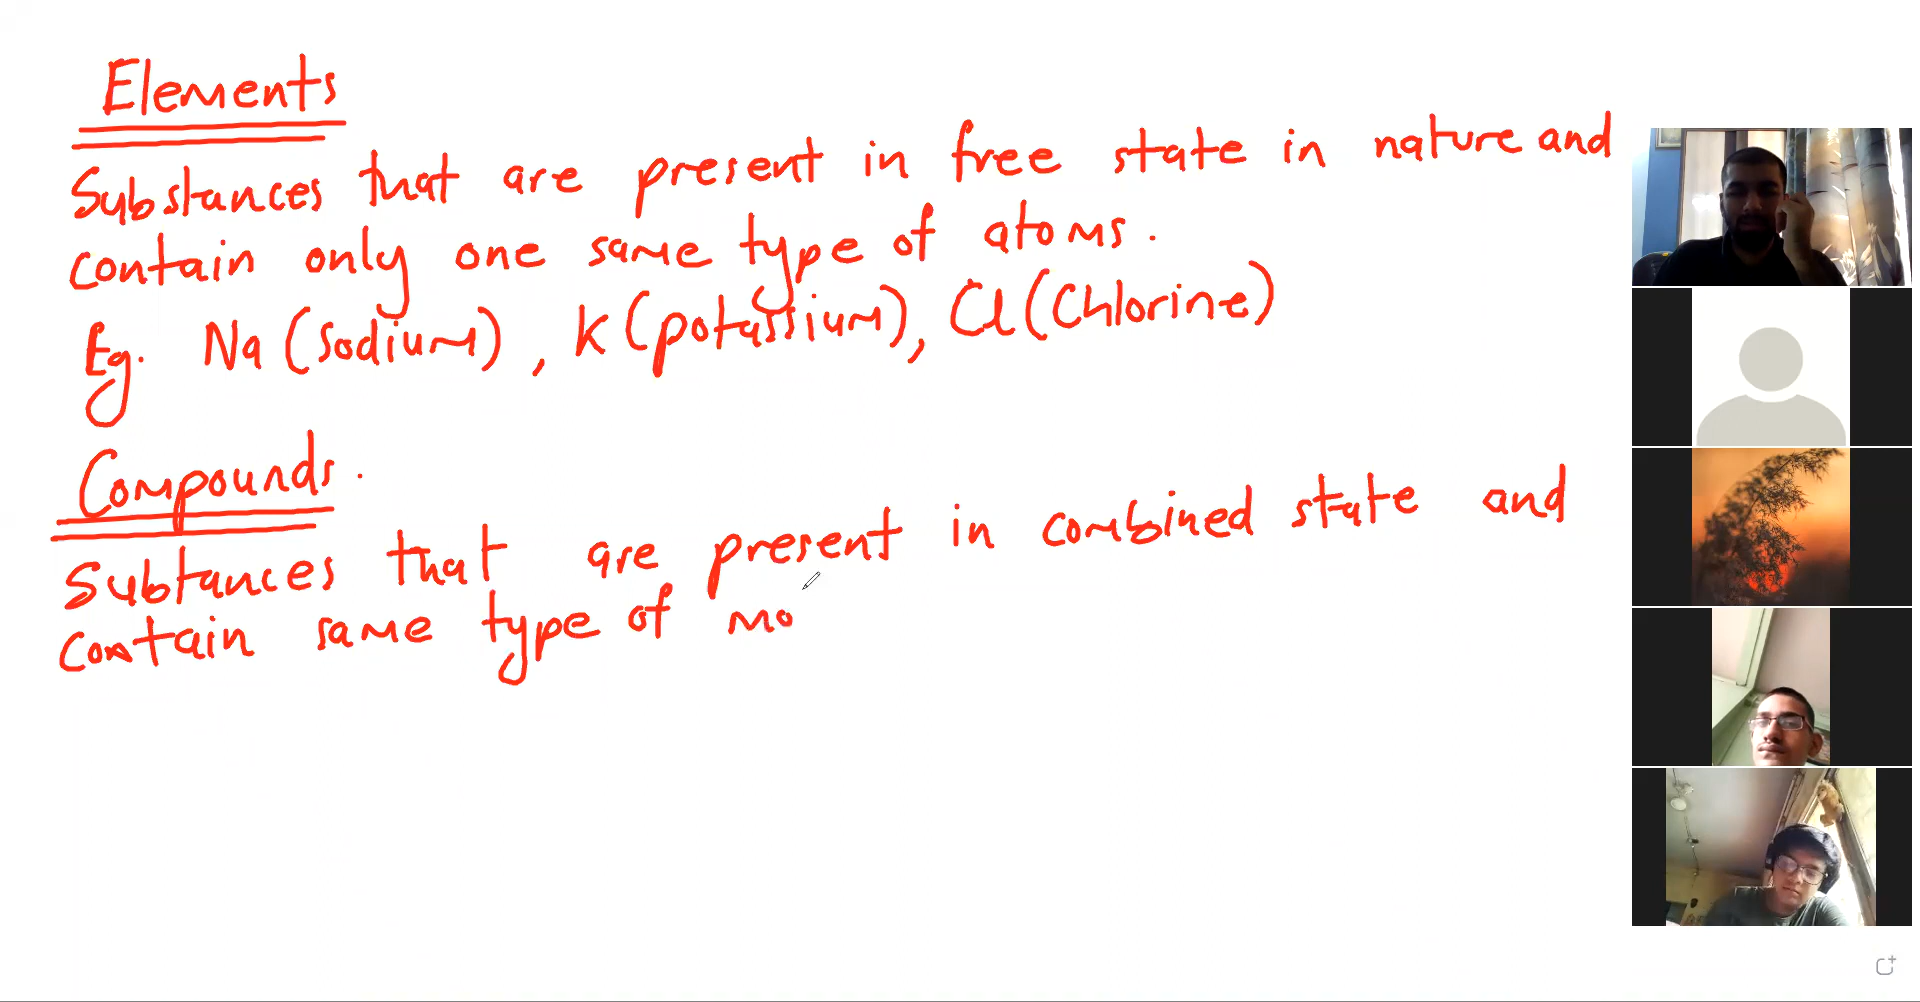 Elements
Substances that are present in free state in nature and
contain only one same type of atoms.
Eg. Na (sodium), K (potassium), Cl (Chlorine)
Compounds.
Subtances that are present in combined state and
contain same type of mo